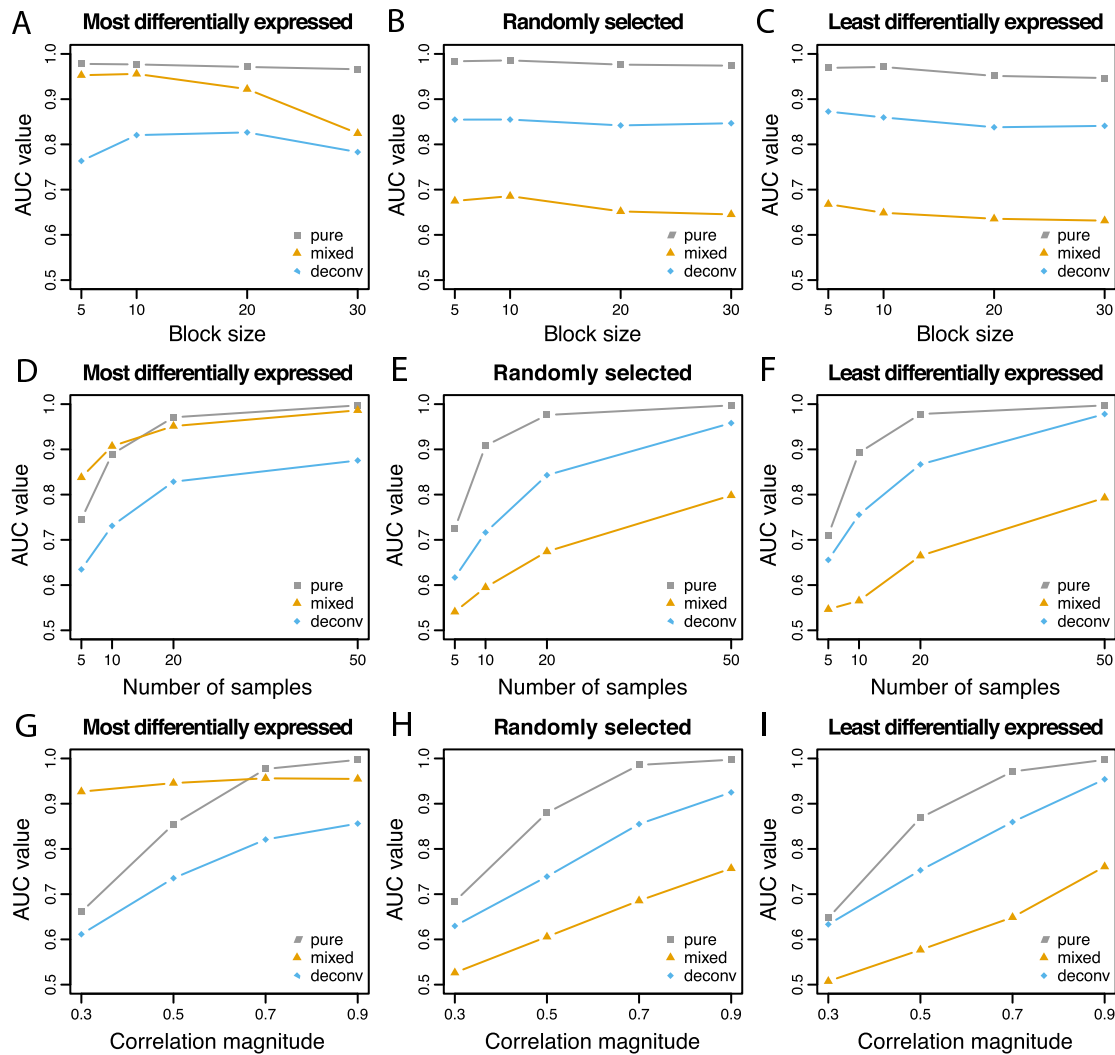 A Most differentially expressed
AUC value
1.0
0.9
0.8
0.7
0.6
0.5
pure
mixed
deconv
5 10 20 30
Block size
B Randomly selected
AUC value
1.0
0.9
0.8
0.7
0.6
0.5
pure
mixed
deconv
5 10 20 30
Block size
C Least differentially expressed
AUC value
1.0
0.9
0.8
0.7
0.6
0.5
pure
mixed
deconv
5 10 20 30
Block size
D Most differentially expressed
AUC value
1.0
0.9
0.8
0.7
0.6
0.5
pure
mixed
deconv
5 10 20 50
Number of samples
E Randomly selected
AUC value
1.0
0.9
0.8
0.7
0.6
0.5
pure
mixed
deconv
5 10 20 50
Number of samples
F Least differentially expressed
AUC value
1.0
0.9
0.8
0.7
0.6
0.5
pure
mixed
deconv
5 10 20 50
Number of samples
G Most differentially expressed
AUC value
1.0
0.9
0.8
0.7
0.6
0.5
pure
mixed
deconv
0.3 0.5 0.7 0.9
Correlation magnitude
H Randomly selected
AUC value
1.0
0.9
0.8
0.7
0.6
0.5
pure
mixed
deconv
0.3 0.5 0.7 0.9
Correlation magnitude
I Least differentially expressed
AUC value
1.0
0.9
0.8
0.7
0.6
0.5
pure
mixed
deconv
0.3 0.5 0.7 0.9
Correlation magnitude